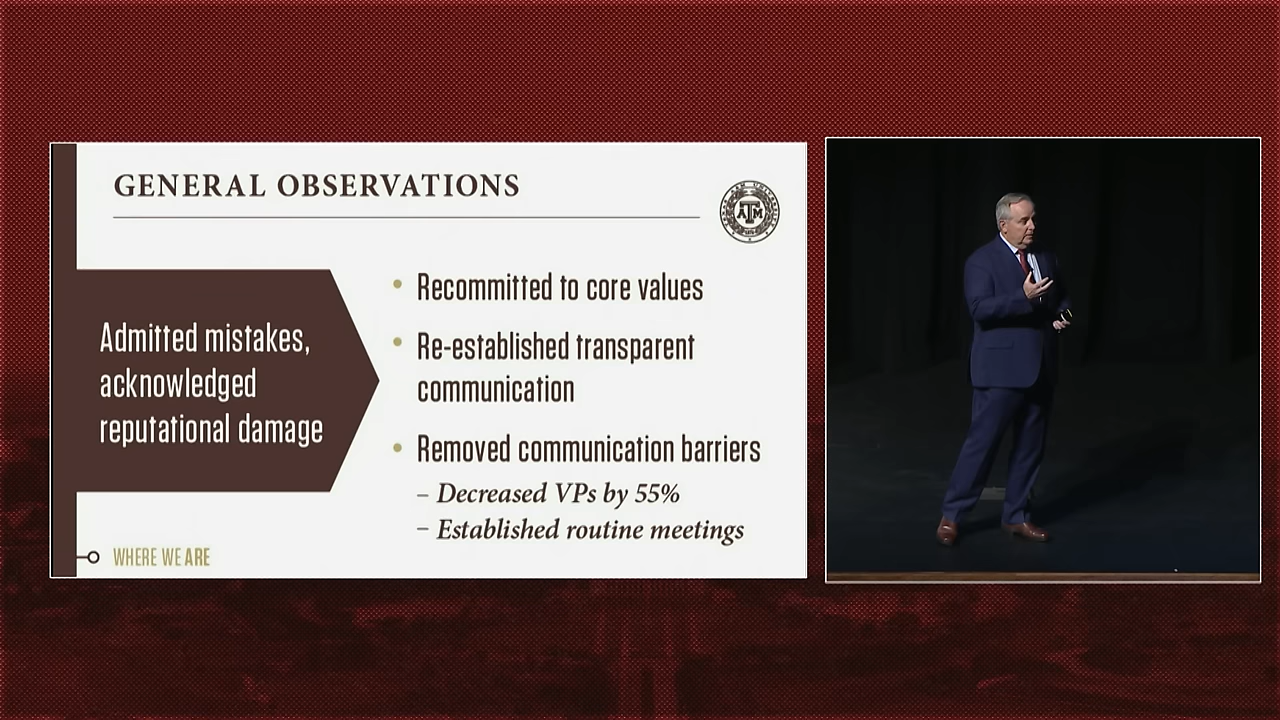 GENERAL OBSERVATIONS
ATM
Admitted mistakes,
acknowledged
reputational damage
• Recommitted to core values
• Re-established transparent
communication
• Removed communication barriers
– Decreased VPs by 55%
– Established routine meetings
WHERE WE ARE